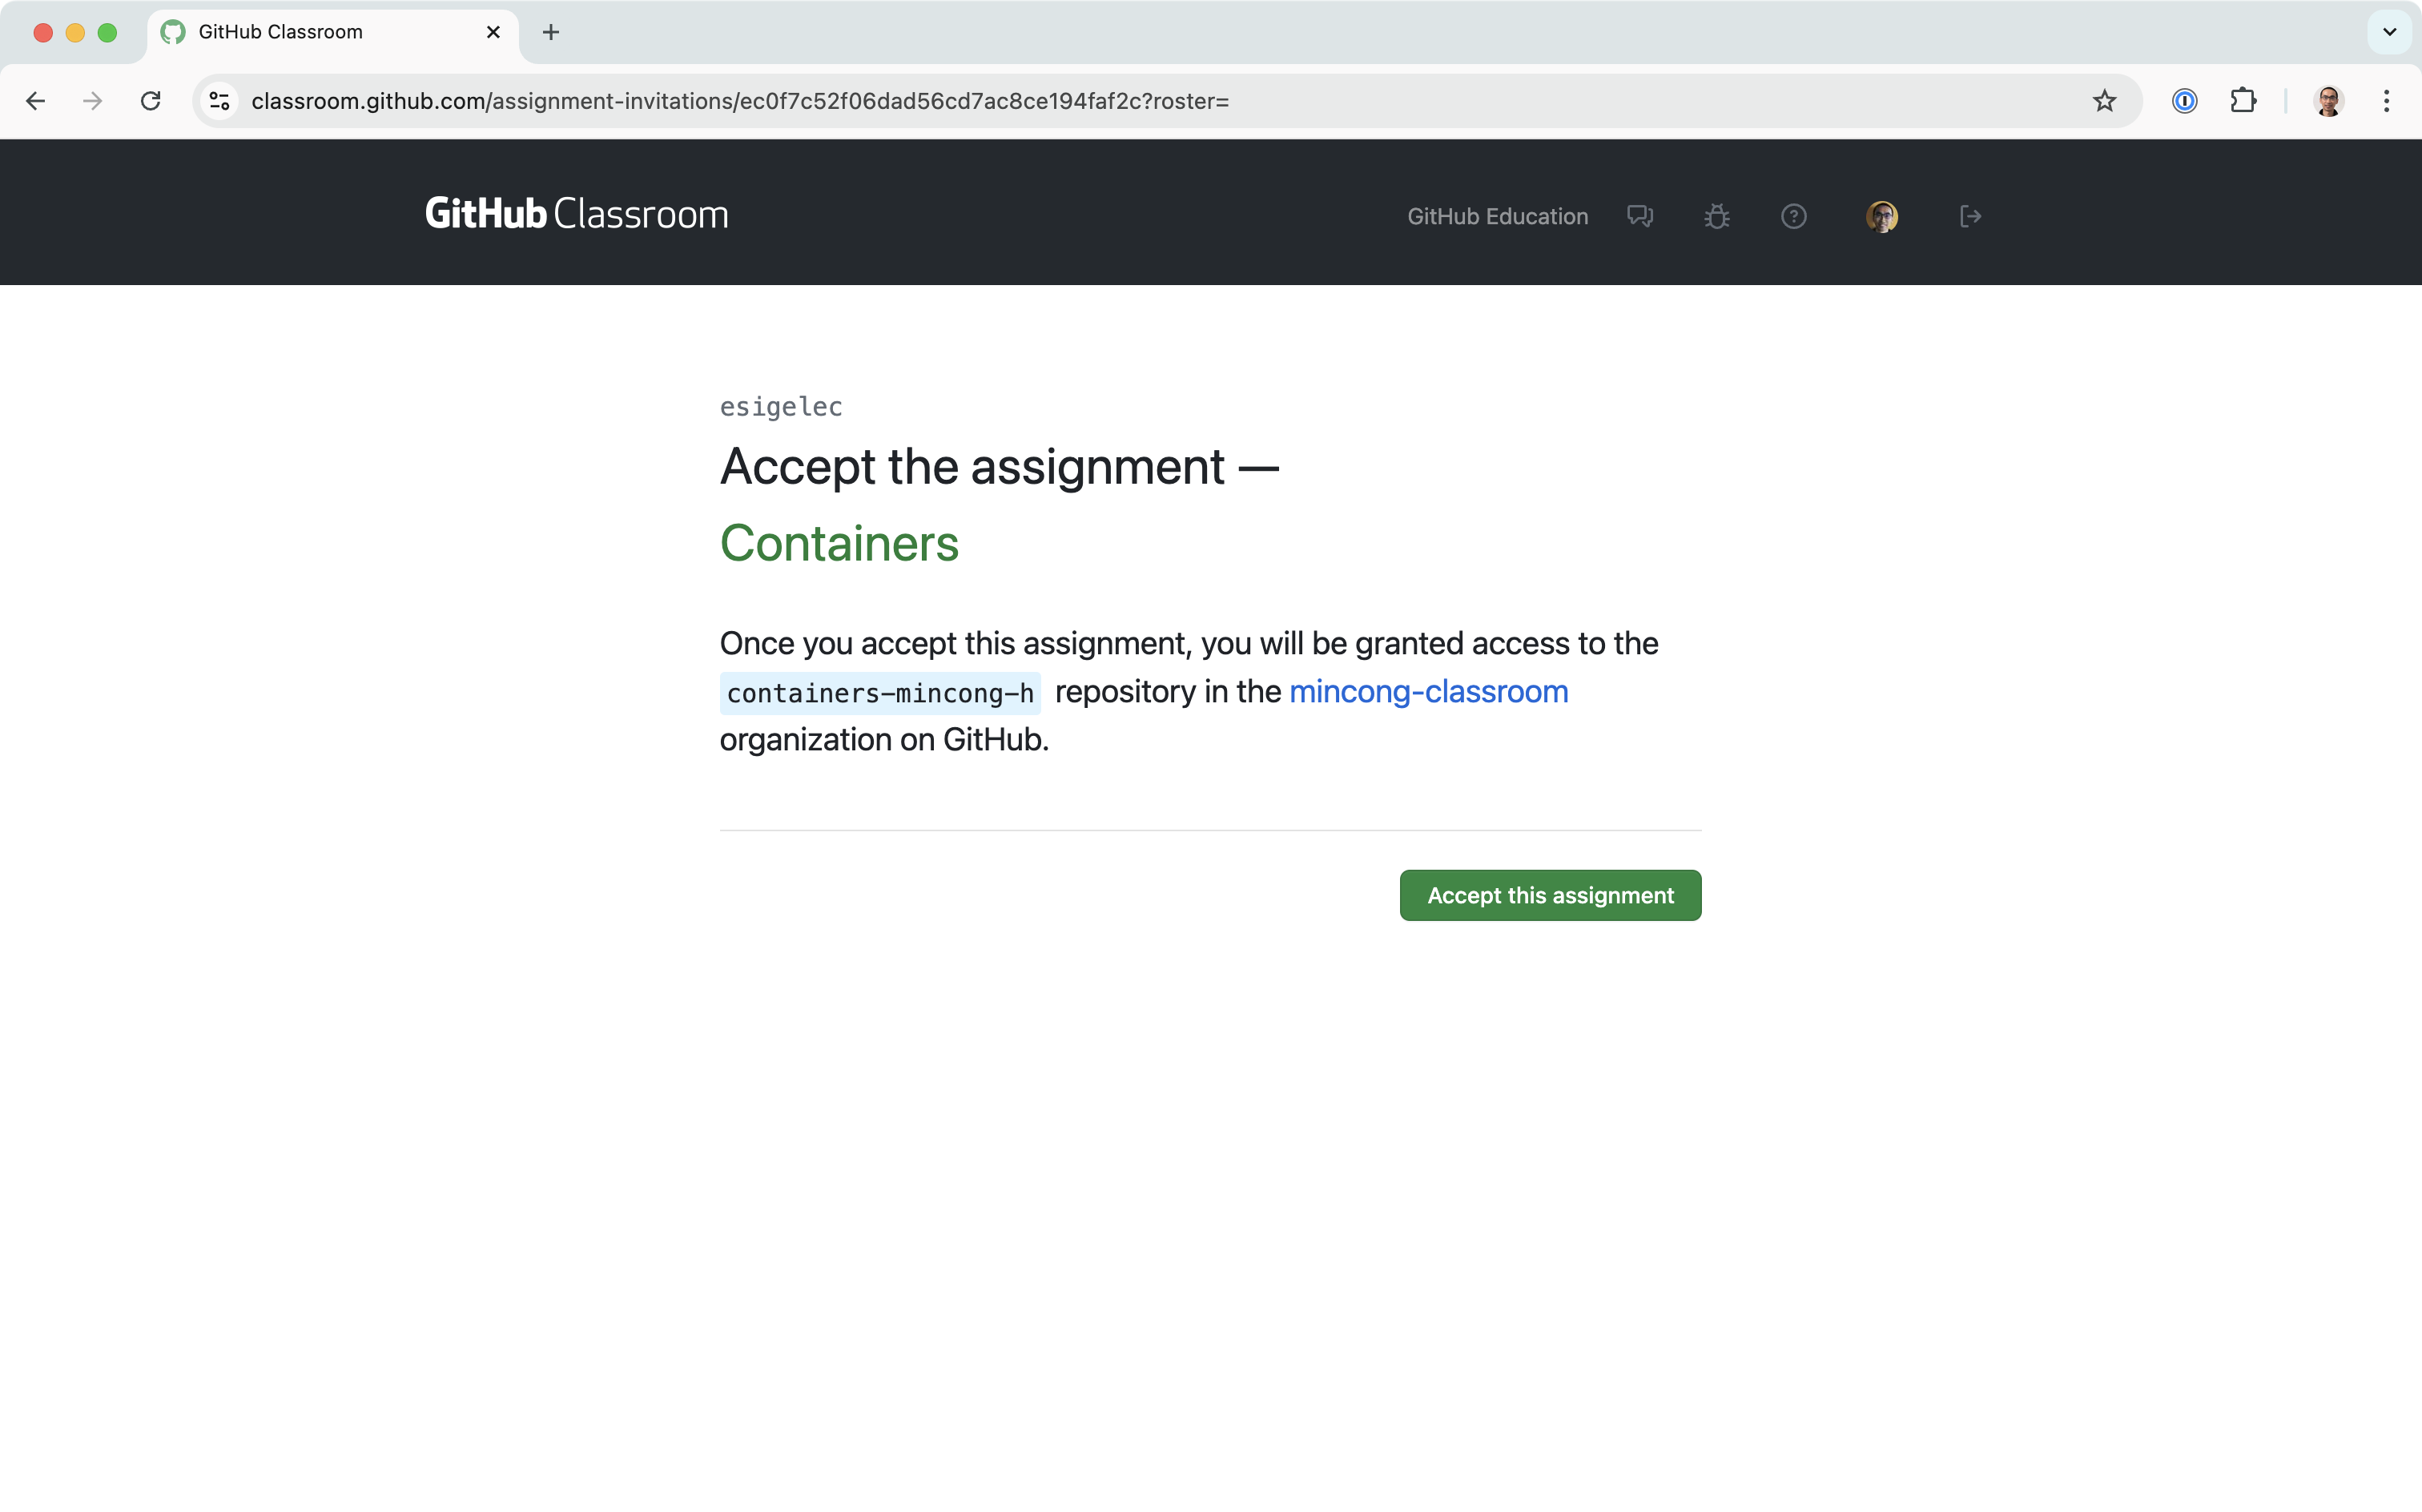 GitHub Classroom
classroom.github.com/assignment-invitations/ec0f7c52f06dad56cd7ac8ce194faf2c?roster=
GitHub Classroom
GitHub Education
esigelec
Accept the assignment —
Containers
Once you accept this assignment, you will be granted access to the
containers-mincong-h repository in the mincong-classroom
organization on GitHub.
Accept this assignment